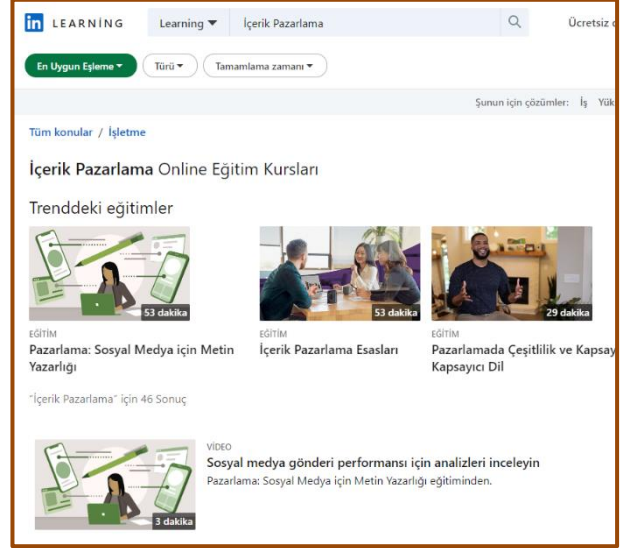 in LEARNING Learning İçerik Pazarlama Ücretsiz
En Uygun Eşleme Türü Tamamlama zamanı
Şunun için çözümler: İş
Tüm konular / İşletme
İçerik Pazarlama Online Eğitim Kursları
Trenddeki eğitimler
53 dakika 53 dakika 29 dakika
EĞİTİM EĞİTİM EĞİTİM
Pazarlama: Sosyal Medya için Metin İçerik Pazarlama Esasları Pazarlamada Çeşitlilik ve Kapsay
Yazarlığı Kapsayıcı Dil
"İçerik Pazarlama" için 46 Sonuç
VİDEO
Sosyal medya gönderi performansı için analizleri inceleyin
Pazarlama: Sosyal Medya için Metin Yazarlığı eğitiminden.
3 dakika